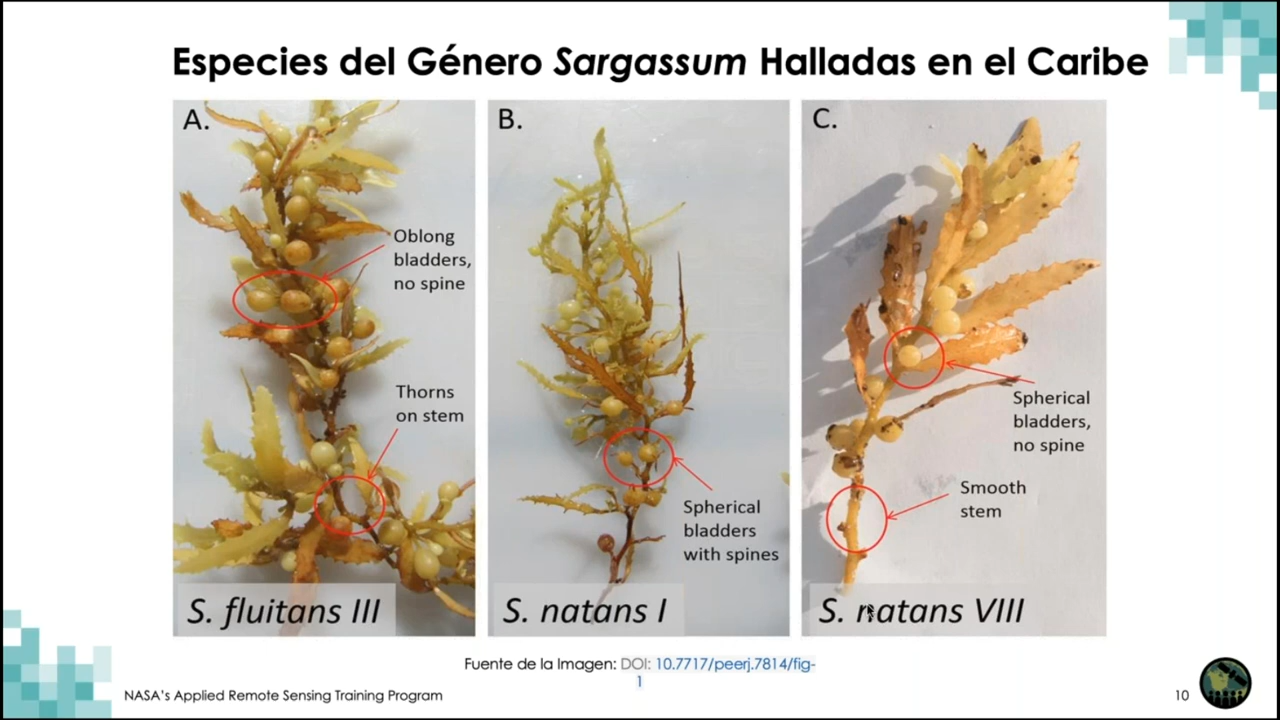 Especies del Género Sargassum Halladas en el Caribe
A.
Oblong
bladders,
no spine
Thorns
on stem
S. fluitans III
B.
Spherical
bladders
with spines
S. natans I
C.
Spherical
bladders,
no spine
Smooth
stem
S. natans VIII
Fuente de la Imagen: DOI: 10.7717/peerj.7814/fig-
1
NASA's Applied Remote Sensing Training Program
10